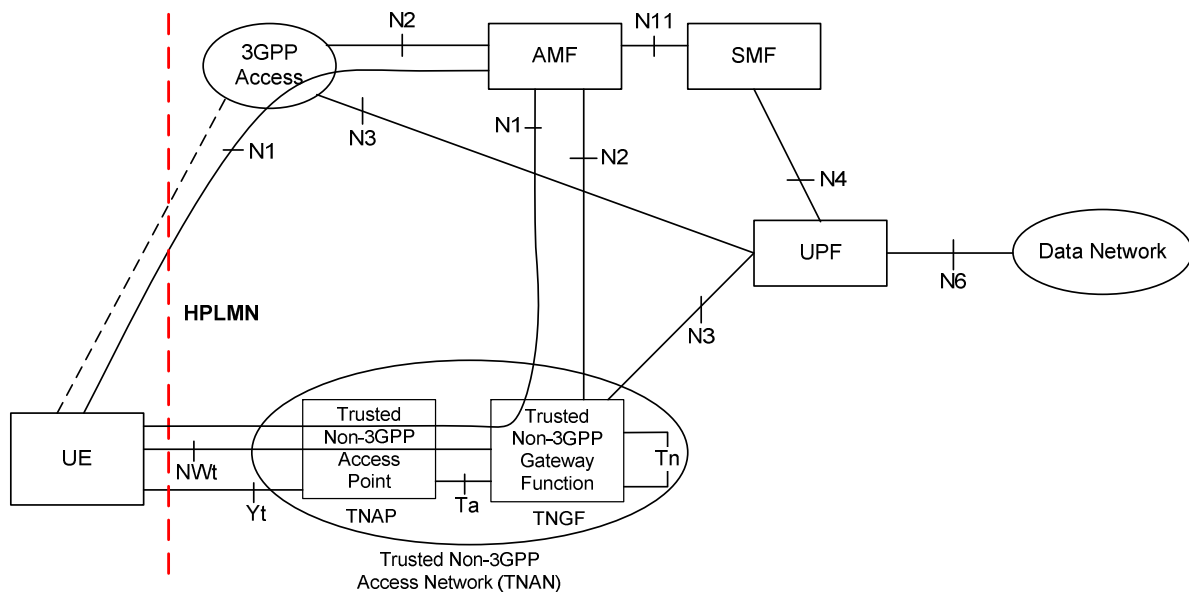 N2
N11
3GPP
Access
AMF
SMF
N1
N3
N1
N2
N4
UPF
Data Network
N6
HPLMN
N3
UE
NWt
Yt
Trusted
Non-3GPP
Access
Point
Ta
Trusted
Non-3GPP
Gateway
Function
Tn
TNAP
TNGF
Trusted Non-3GPP
Access Network (TNAN)